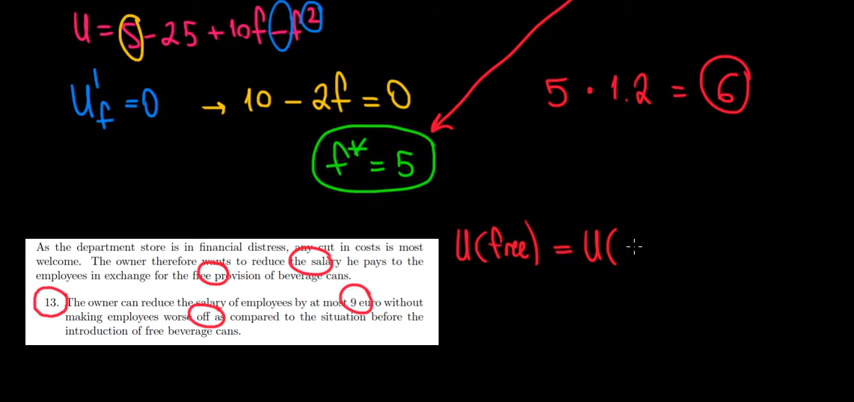 U = S - 25 + 10f - f²
U'f = 0 → 10 - 2f = 0
5 · 1.2 = 6
f* = 5
U(free) = U(
As the department store is in financial distress, any cut in costs is most
welcome. The owner therefore wants to reduce the salary he pays to the
employees in exchange for the free provision of beverage cans.
13. The owner can reduce the salary of employees by at most 9 euro without
making employees worse off as compared to the situation before the
introduction of free beverage cans.